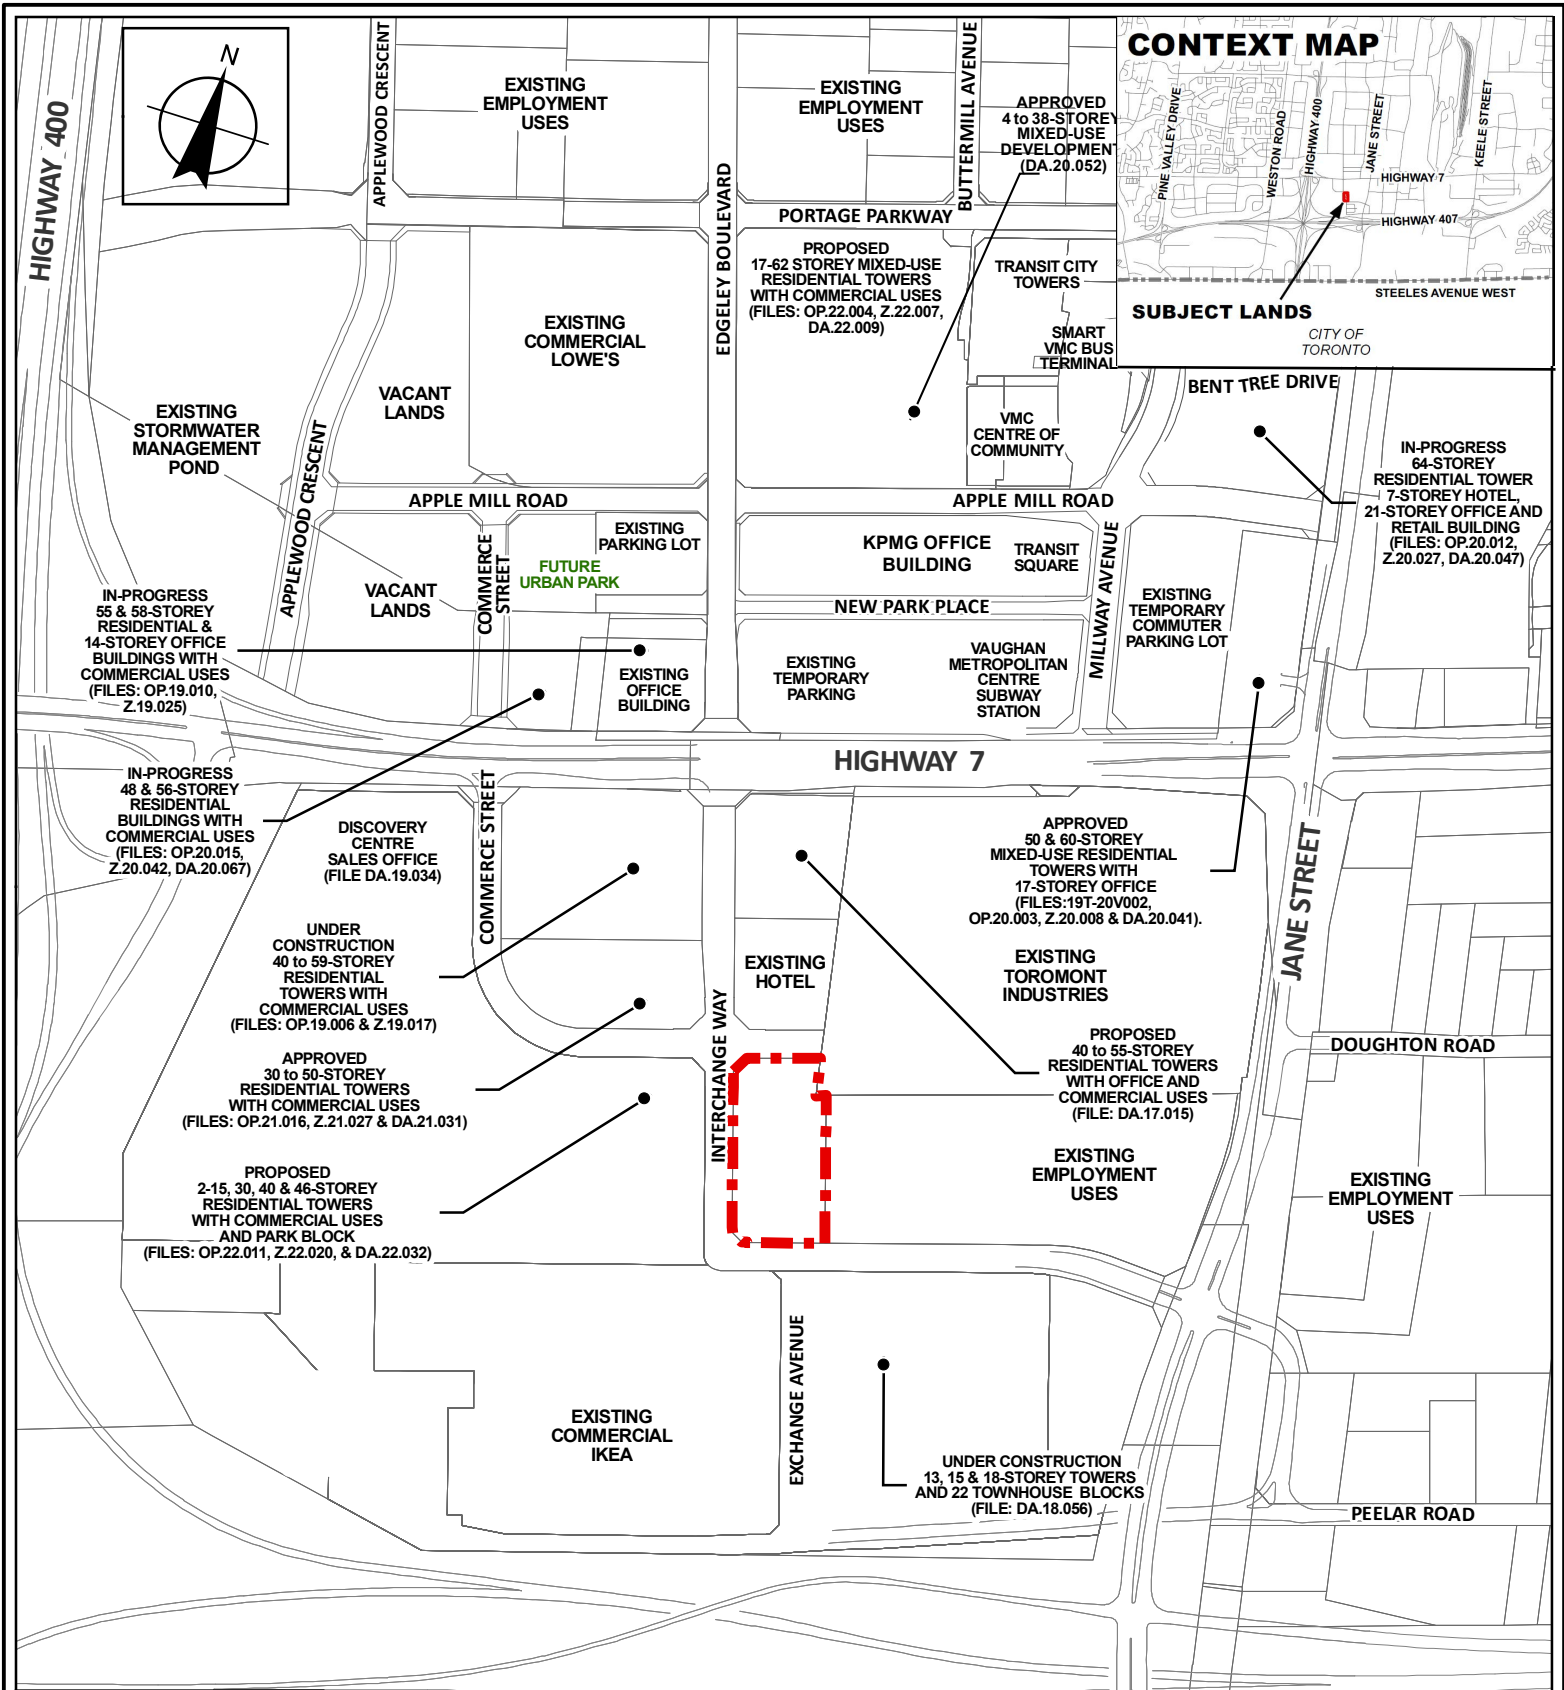 N
HIGHWAY 400
APPLEWOOD CRESCENT
EXISTING
EMPLOYMENT
USES
EXISTING
EMPLOYMENT
USES
BUTTERMILL AVENUE
APPROVED
4 to 38-STOREY
MIXED-USE
DEVELOPMENT
(DA.20.052)
CONTEXT MAP
PINE VALLEY DRIVE
WESTON ROAD
HIGHWAY 400
JANE STREET
KEELE STREET
HIGHWAY 7
HIGHWAY 407
STEELES AVENUE WEST
SUBJECT LANDS
CITY OF
TORONTO
EDGELEY BOULEVARD
PORTAGE PARKWAY
PROPOSED
17-62 STOREY MIXED-USE
RESIDENTIAL TOWERS
WITH COMMERCIAL USES
(FILES: OP.22.004, Z.22.007,
DA.22.009)
TRANSIT CITY
TOWERS
SMART
VMC BUS
TERMINAL
EXISTING
COMMERCIAL
LOWE'S
VACANT
LANDS
EXISTING
STORMWATER
MANAGEMENT
POND
APPLEWOOD CRESCENT
VMC
CENTRE OF
COMMUNITY
BENT TREE DRIVE
IN-PROGRESS
64-STOREY
RESIDENTIAL TOWER
7-STOREY HOTEL,
21-STOREY OFFICE AND
RETAIL BUILDING
(FILES: OP.20.012,
Z.20.027, DA.20.047)
APPLE MILL ROAD
APPLE MILL ROAD
COMMERCE
STREET
EXISTING
PARKING LOT
FUTURE
URBAN PARK
KPMG OFFICE
BUILDING
TRANSIT
SQUARE
MILLWAY AVENUE
VACANT
LANDS
NEW PARK PLACE
EXISTING
TEMPORARY
COMMUTER
PARKING LOT
IN-PROGRESS
55 & 58-STOREY
RESIDENTIAL &
14-STOREY OFFICE
BUILDINGS WITH
COMMERCIAL USES
(FILES: OP.19.010,
Z.19.025)
EXISTING
OFFICE
BUILDING
EXISTING
TEMPORARY
PARKING
VAUGHAN
METROPOLITAN
CENTRE
SUBWAY
STATION
HIGHWAY 7
IN-PROGRESS
48 & 56-STOREY
RESIDENTIAL
BUILDINGS WITH
COMMERCIAL USES
(FILES: OP.20.015,
Z.20.042, DA.20.067)
DISCOVERY
CENTRE
SALES OFFICE
(FILE DA.19.034)
COMMERCE STREET
APPROVED
50 & 60-STOREY
MIXED-USE RESIDENTIAL
TOWERS WITH
17-STOREY OFFICE
(FILES:19T-20V002,
OP.20.003, Z.20.008 & DA.20.041).
JANE STREET
UNDER
CONSTRUCTION
40 to 59-STOREY
RESIDENTIAL
TOWERS WITH
COMMERCIAL USES
(FILES: OP.19.006 & Z.19.017)
EXISTING
HOTEL
EXISTING
TOROMONT
INDUSTRIES
INTERCHANGE WAY
PROPOSED
40 to 55-STOREY
RESIDENTIAL TOWERS
WITH OFFICE AND
COMMERCIAL USES
(FILE: DA.17.015)
DOUGHTON ROAD
APPROVED
30 to 50-STOREY
RESIDENTIAL TOWERS
WITH COMMERCIAL USES
(FILES: OP.21.016, Z.21.027 & DA.21.031)
EXISTING
EMPLOYMENT
USES
EXISTING
EMPLOYMENT
USES
PROPOSED
2-15, 30, 40 & 46-STOREY
RESIDENTIAL TOWERS
WITH COMMERCIAL USES
AND PARK BLOCK
(FILES: OP.22.011, Z.22.020, & DA.22.032)
EXCHANGE AVENUE
EXISTING
COMMERCIAL
IKEA
UNDER CONSTRUCTION
13, 15 & 18-STOREY TOWERS
AND 22 TOWNHOUSE BLOCKS
(FILE: DA.18.056)
PEELAR ROAD